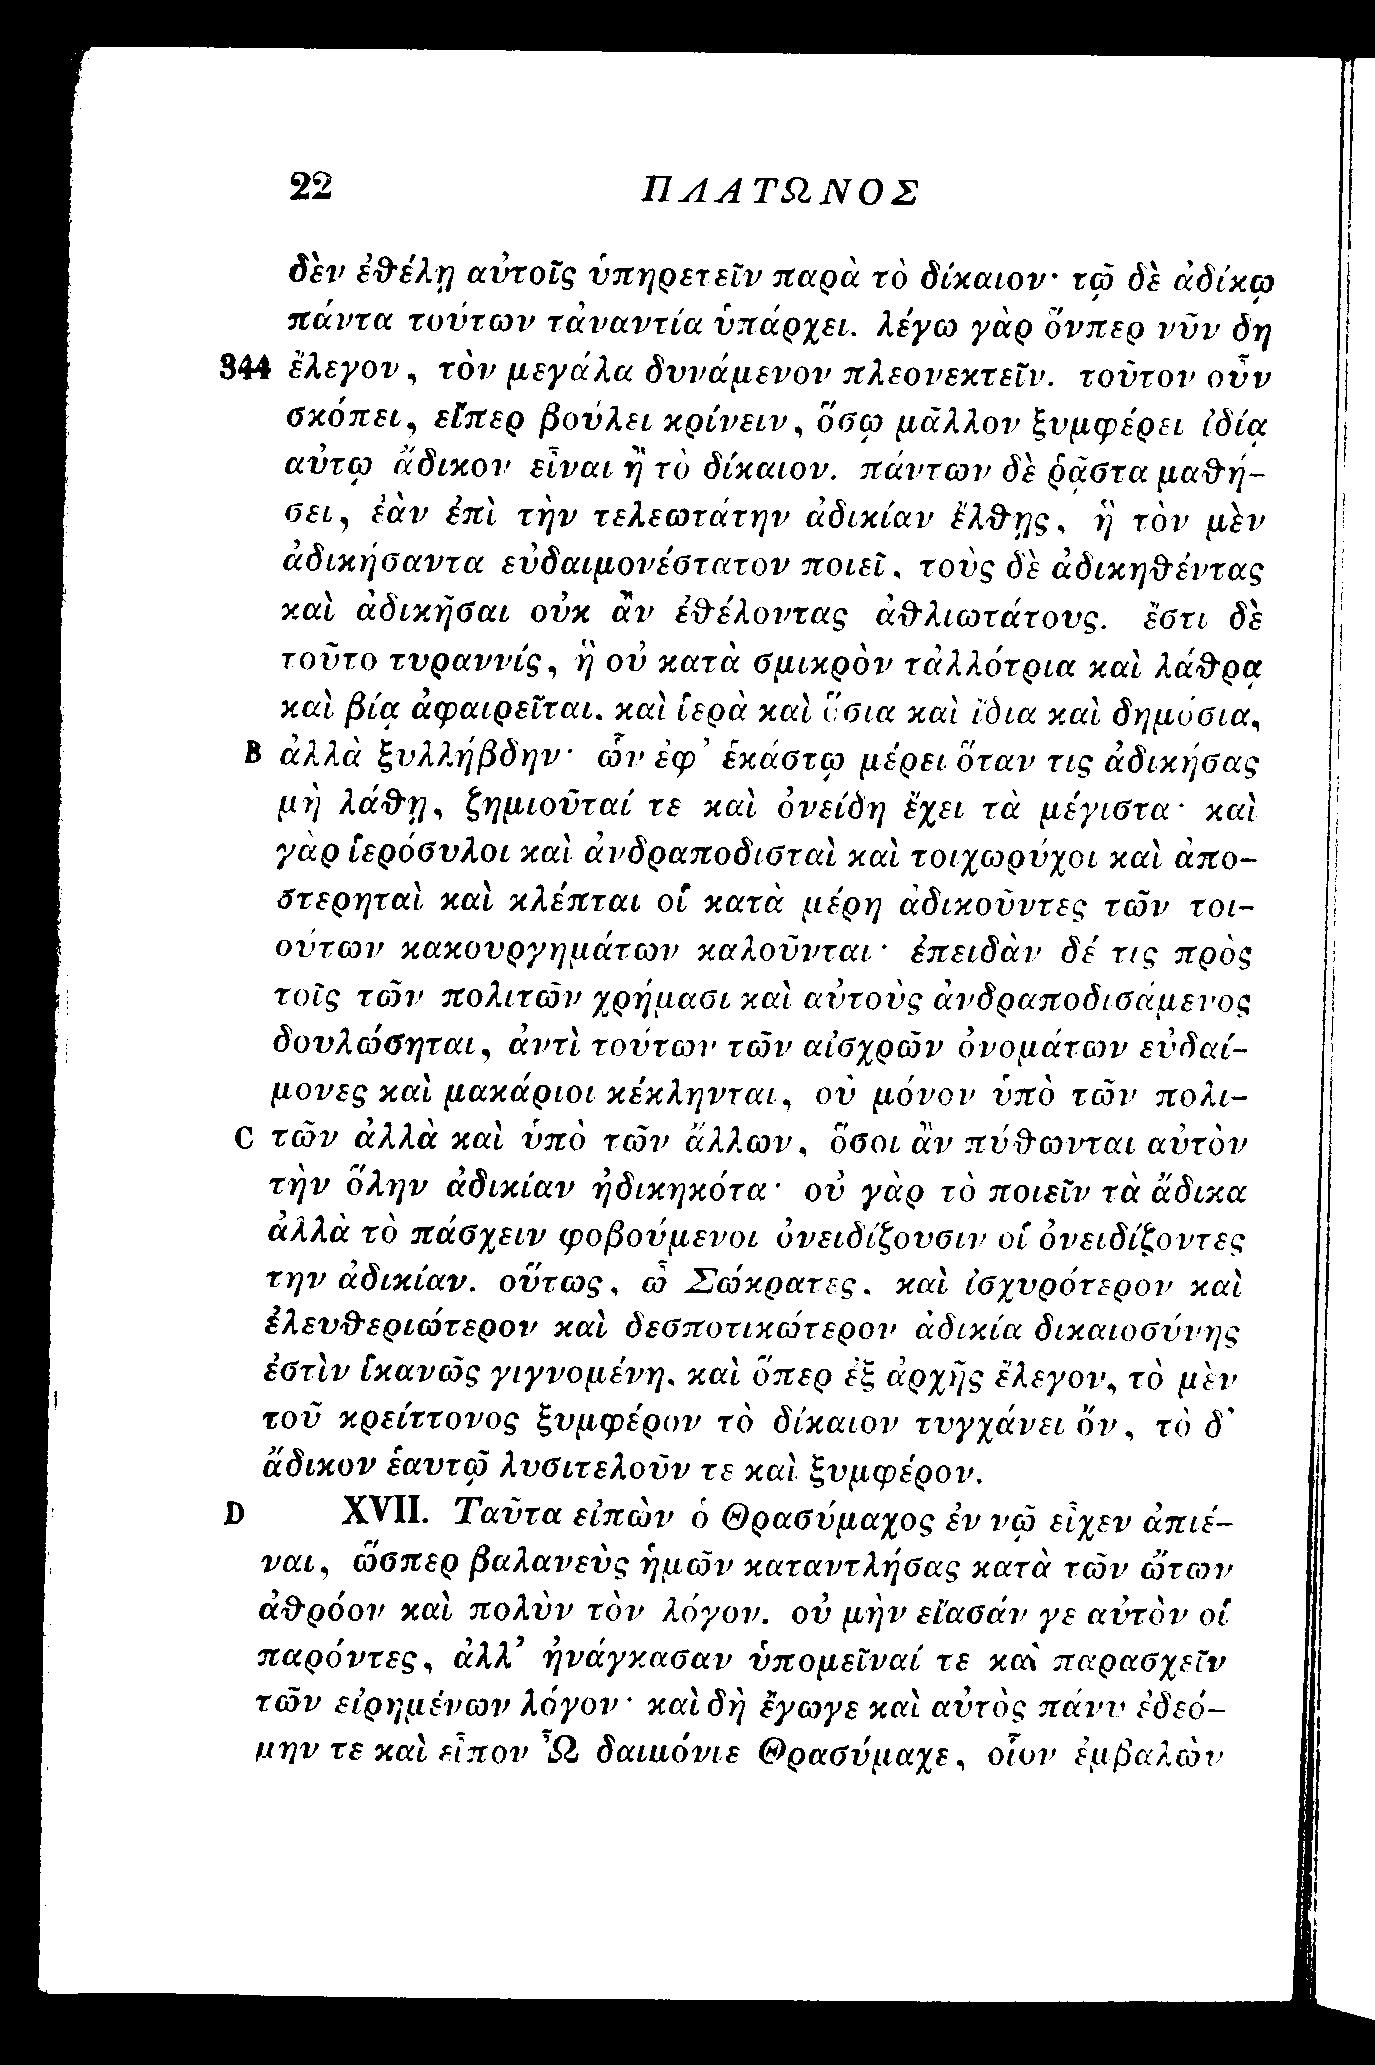 22 ΠΛΑΤΩΝΟΣ
δὲν ἐθέλῃ αὐτοῖς ὑπηρετεῖν παρὰ τὸ δίκαιον· τῷ δὲ ἀδίκῳ
πάντα τούτων τἀναντία ὑπάρχει. λέγω γὰρ ὅνπερ νῦν δη
344 ἔλεγον, τὸν μεγάλα δυνάμενον πλεονεκτεῖν. τοῦτον οὖν
σκόπει, εἴπερ βούλει κρίνειν, ὅσῳ μᾶλλον ξυμφέρει ἰδίᾳ
αὑτῳ ἄδικον εἶναι ἢ τὸ δίκαιον. πάντων δὲ ῥᾷστα μαθή-
σει, ἐὰν ἐπὶ τὴν τελεωτάτην ἀδικίαν ἔλθῃς, ἣ τὸν μὲν
ἀδικήσαντα εὐδαιμονέστατον ποιεῖ, τοὺς δὲ ἀδικηθέντας
καὶ ἀδικῆσαι οὐκ ἂν ἐθέλοντας ἀθλιωτάτους. ἔστι δὲ
τοῦτο τυραννίς, ἣ οὐ κατὰ σμικρὸν τἀλλότρια καὶ λάθρᾳ
καὶ βίᾳ ἀφαιρεῖται, καὶ ἱερὰ καὶ ὅσια καὶ ἴδια καὶ δημόσια,
B ἀλλὰ ξυλλήβδην· ὧν ἐφ' ἑκάστῳ μέρει ὅταν τις ἀδικήσας
μὴ λάθῃ, ζημιοῦταί τε καὶ ὀνείδη ἔχει τὰ μέγιστα· καὶ
γὰρ ἱερόσυλοι καὶ ἀνδραποδισταὶ καὶ τοιχωρύχοι καὶ ἀπο-
στερηταὶ καὶ κλέπται οἱ κατὰ μέρη ἀδικοῦντες τῶν τοι-
ούτων κακουργημάτων καλοῦνται· ἐπειδὰν δέ τις πρὸς
τοῖς τῶν πολιτῶν χρήμασι καὶ αὐτοὺς ἀνδραποδισάμενος
δουλώσηται, ἀντὶ τούτων τῶν αἰσχρῶν ὀνομάτων εὐδαί-
μονες καὶ μακάριοι κέκληνται, οὐ μόνον ὑπὸ τῶν πολι-
C τῶν ἀλλὰ καὶ ὑπὸ τῶν ἄλλων, ὅσοι ἂν πύθωνται αὐτὸν
τὴν ὅλην ἀδικίαν ἠδικηκότα· οὐ γὰρ τὸ ποιεῖν τὰ ἄδικα
ἀλλὰ τὸ πάσχειν φοβούμενοι ὀνειδίζουσιν οἱ ὀνειδίζοντες
την ἀδικίαν. οὕτως, ὦ Σώκρατες, καὶ ἰσχυρότερον καὶ
ἐλευθεριώτερον καὶ δεσποτικώτερον ἀδικία δικαιοσύνης
ἐστὶν ἱκανῶς γιγνομένη, καὶ ὅπερ ἐξ ἀρχῆς ἔλεγον, τὸ μὲν
τοῦ κρείττονος ξυμφέρον τὸ δίκαιον τυγχάνει ὄν, τὸ δ'
ἄδικον ἑαυτῷ λυσιτελοῦν τε καὶ ξυμφέρον.
D XVII. Ταῦτα εἰπὼν ὁ Θρασύμαχος ἐν νῷ εἶχεν ἀπιέ-
ναι, ὥσπερ βαλανεὺς ἡμῶν καταντλήσας κατὰ τῶν ὤτων
ἀθρόον καὶ πολὺν τὸν λόγον. οὐ μὴν εἴασάν γε αὐτὸν οἱ
παρόντες, ἀλλ' ἠνάγκασαν ὑπομεῖναί τε καὶ παρασχεῖν
τῶν εἰρημένων λόγον· καὶ δὴ ἔγωγε καὶ αὐτὸς πάνυ ἐδεό-
μην τε καὶ εἶπον Ὦ δαιμόνιε Θρασύμαχε, οἷον ἐμβαλὼν